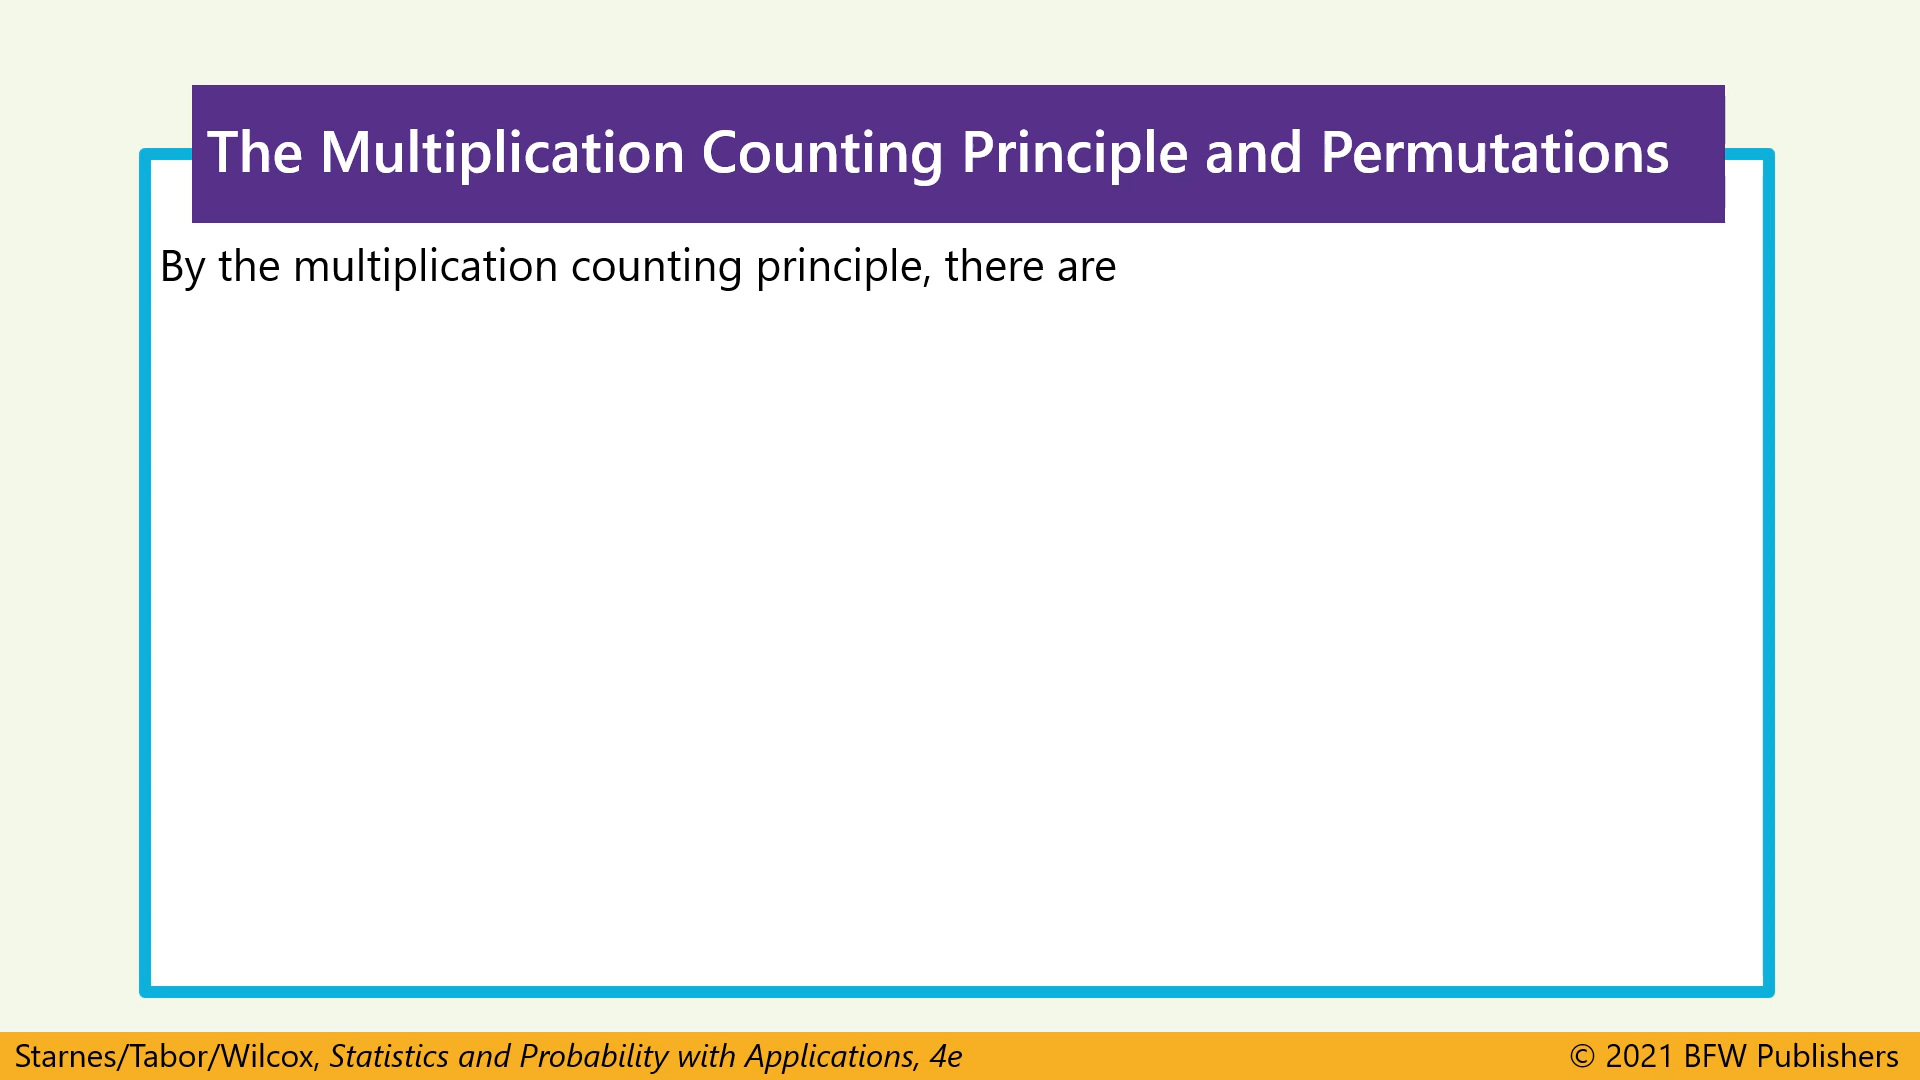 The Multiplication Counting Principle and Permutations
By the multiplication counting principle, there are
Starnes/Tabor/Wilcox, Statistics and Probability with Applications, 4e
© 2021 BFW Publishers